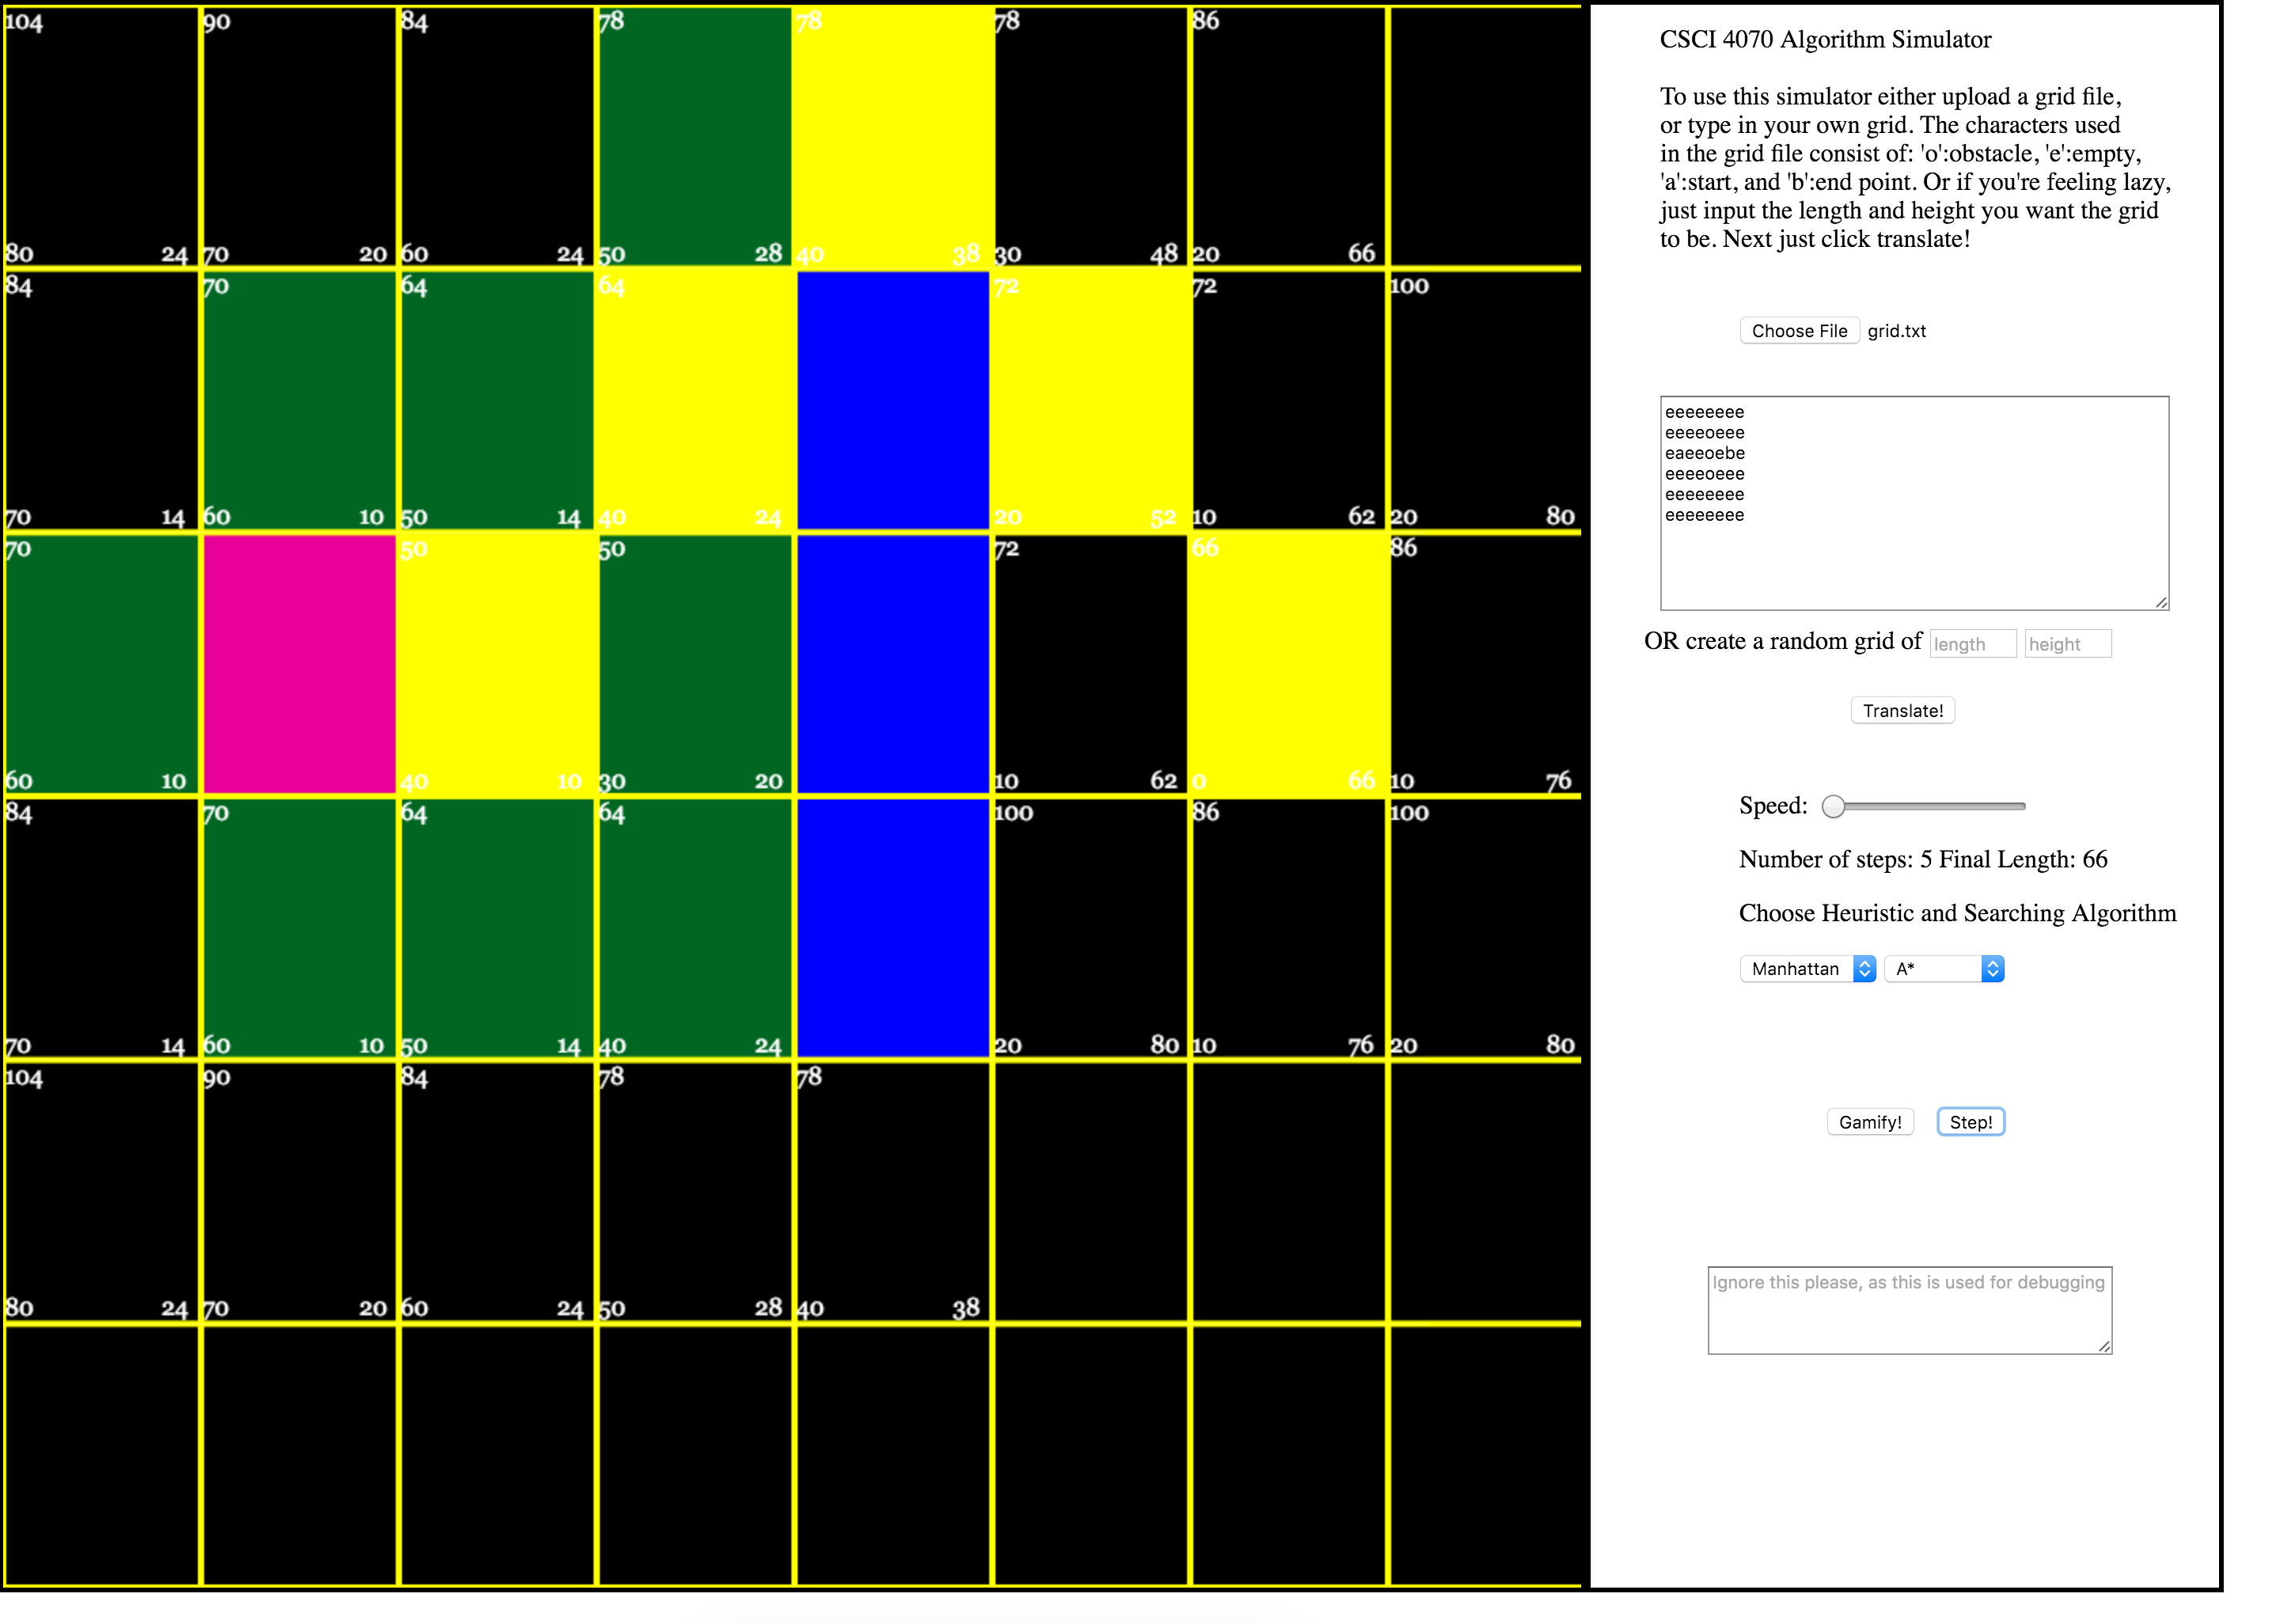 104 90 84 78 78 78 86
80 24 70 20 60 24 50 28 40 38 30 48 20 66
84 70 64 64 72 72 100
70 14 60 10 50 14 40 24 20 52 10 62 20 80
70 50 50 72 66 86
60 10 40 10 30 20 10 62 0 66 10 76
84 70 64 64 100 86 100
70 14 60 10 50 14 40 24 20 80 10 76 20 80
104 90 84 78 78
80 24 70 20 60 24 50 28 40 38
CSCI 4070 Algorithm Simulator
To use this simulator either upload a grid file,
or type in your own grid. The characters used
in the grid file consist of: 'o':obstacle, 'e':empty,
'a':start, and 'b':end point. Or if you're feeling lazy,
just input the length and height you want the grid
to be. Next just click translate!
Choose File grid.txt
eeeeeeee
eeeeoeee
eaeeoebe
eeeeoeee
eeeeeeee
eeeeeeee
OR create a random grid of length height
Translate!
Speed:
Number of steps: 5 Final Length: 66
Choose Heuristic and Searching Algorithm
Manhattan A*
Gamify! Step!
Ignore this please, as this is used for debugging